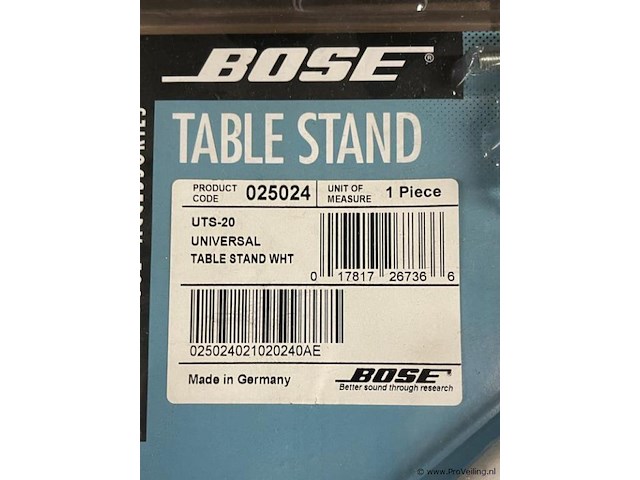 BOSE®
TABLE STAND
ACCESSORIES
PRODUCT CODE 025024 UNIT OF MEASURE 1 Piece
UTS-20
UNIVERSAL
TABLE STAND WHT
0 17817 26736 6
025024021020240AE
Made in Germany
BOSE
Better sound through research
© www.ProVeiling.nl